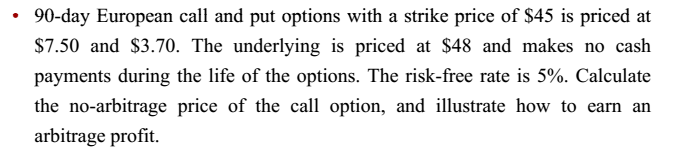 • 90-day European call and put options with a strike price of $45 is priced at
$7.50 and $3.70. The underlying is priced at $48 and makes no cash
payments during the life of the options. The risk-free rate is 5%. Calculate
the no-arbitrage price of the call option, and illustrate how to earn an
arbitrage profit.